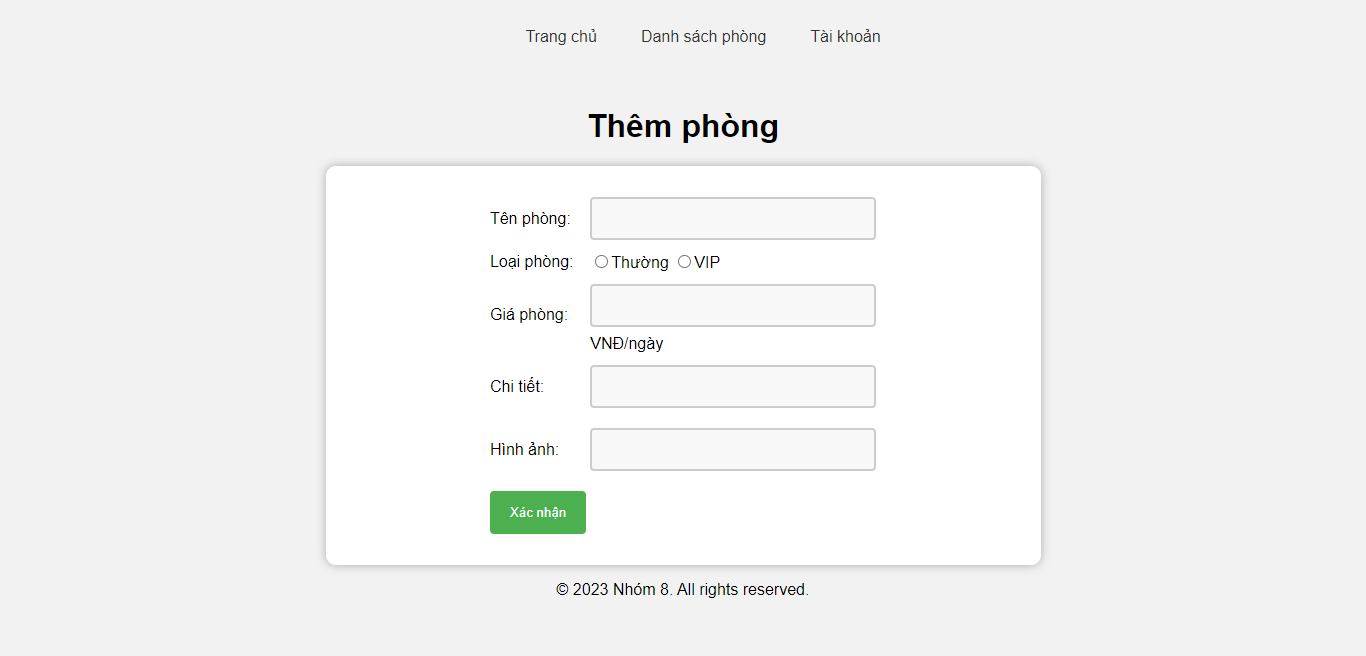 Trang chủ Danh sách phòng Tài khoản
Thêm phòng
Tên phòng:
Loại phòng: Thường VIP
Giá phòng:
VNĐ/ngày
Chi tiết:
Hình ảnh:
Xác nhận
© 2023 Nhóm 8. All rights reserved.